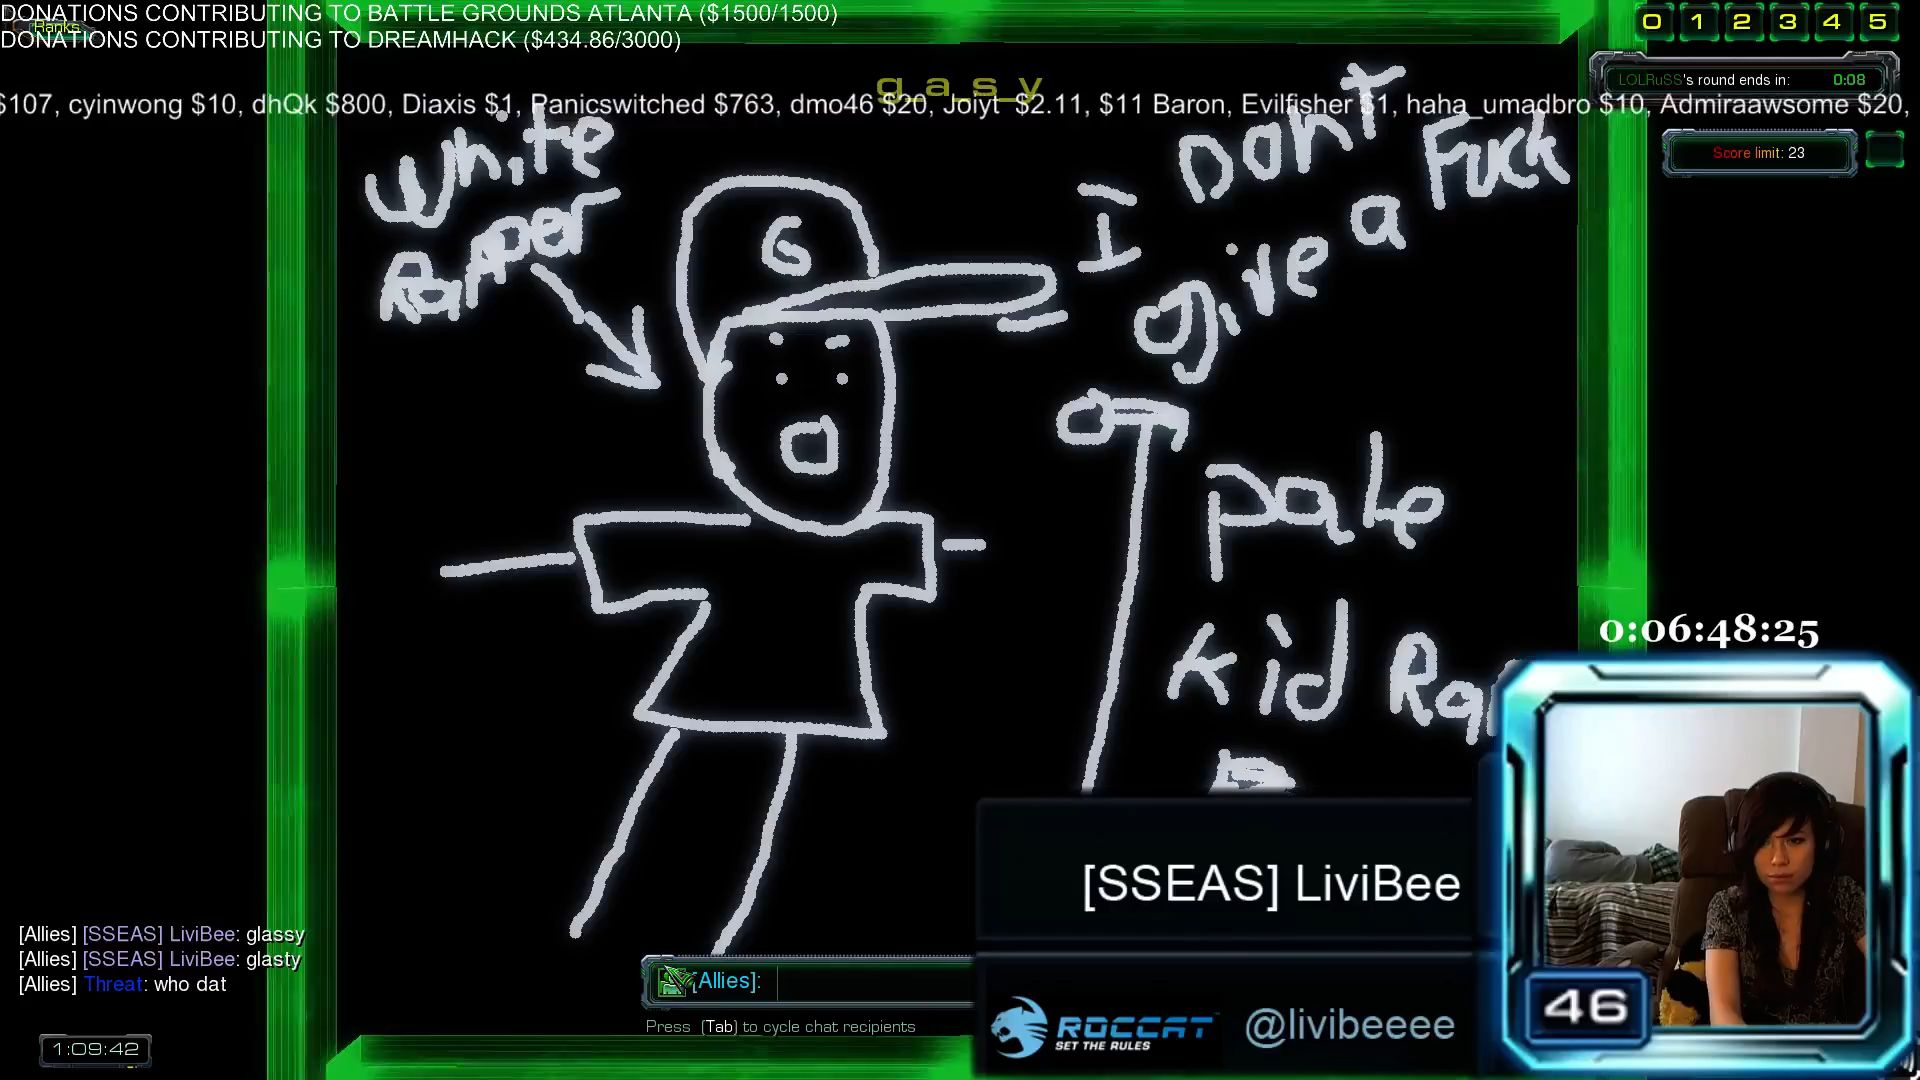 DONATIONS CONTRIBUTING TO BATTLE GROUNDS ATLANTA ($1500/1500)
Ranks
DONATIONS CONTRIBUTING TO DREAMHACK ($434.86/3000)
0 1 2 3 4 5
LOLRuSS's round ends in: 0:08
g_a_s_y
$107, cyinwong $10, dhQk $800, Diaxis $1, Panicswitched $763, dmo46 $20, Joiyt $2.11, $11 Baron, Evilfisher $1, haha_umadbro $10, Admiraawsome $20,
Score limit: 23
White
Rapper
G
I Dont
give a Fuck
pale
kid Rap
0:06:48:25
[SSEAS] LiviBee
[Allies] [SSEAS] LiviBee: glassy
[Allies] [SSEAS] LiviBee: glasty
[Allies] Threat: who dat
[Allies]:
Press (Tab) to cycle chat recipients
ROCCAT
SET THE RULES
@livibeeee
46
1:09:42